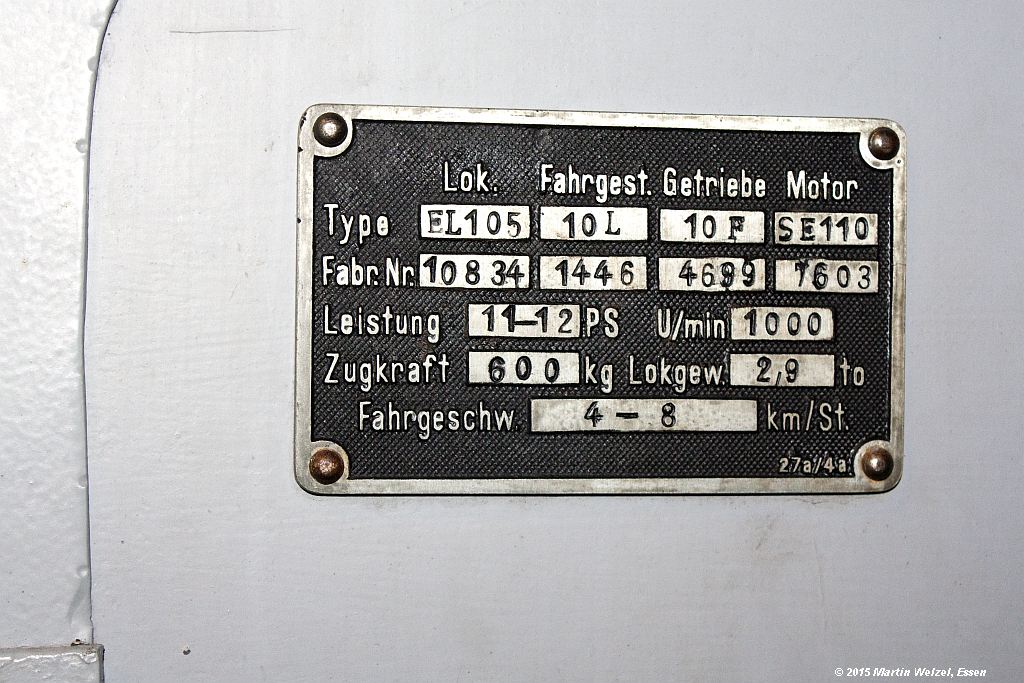 Lok. Fahrgest. Getriebe Motor
Type EL105 10L 10F SE110
Fabr.Nr. 10834 1446 4699 7603
Leistung 11-12 PS U/min 1000
Zugkraft 600 kg Lokgew. 2,9 to
Fahrgeschw. 4 - 8 km/St.
27a/4a
© 2015 Martin Welzel, Essen